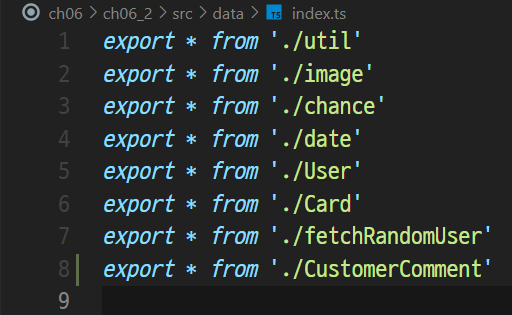 ch06 > ch06_2 > src > data > TS index.ts
1 export * from './util'
2 export * from './image'
3 export * from './chance'
4 export * from './date'
5 export * from './User'
6 export * from './Card'
7 export * from './fetchRandomUser'
8 export * from './CustomerComment'
9